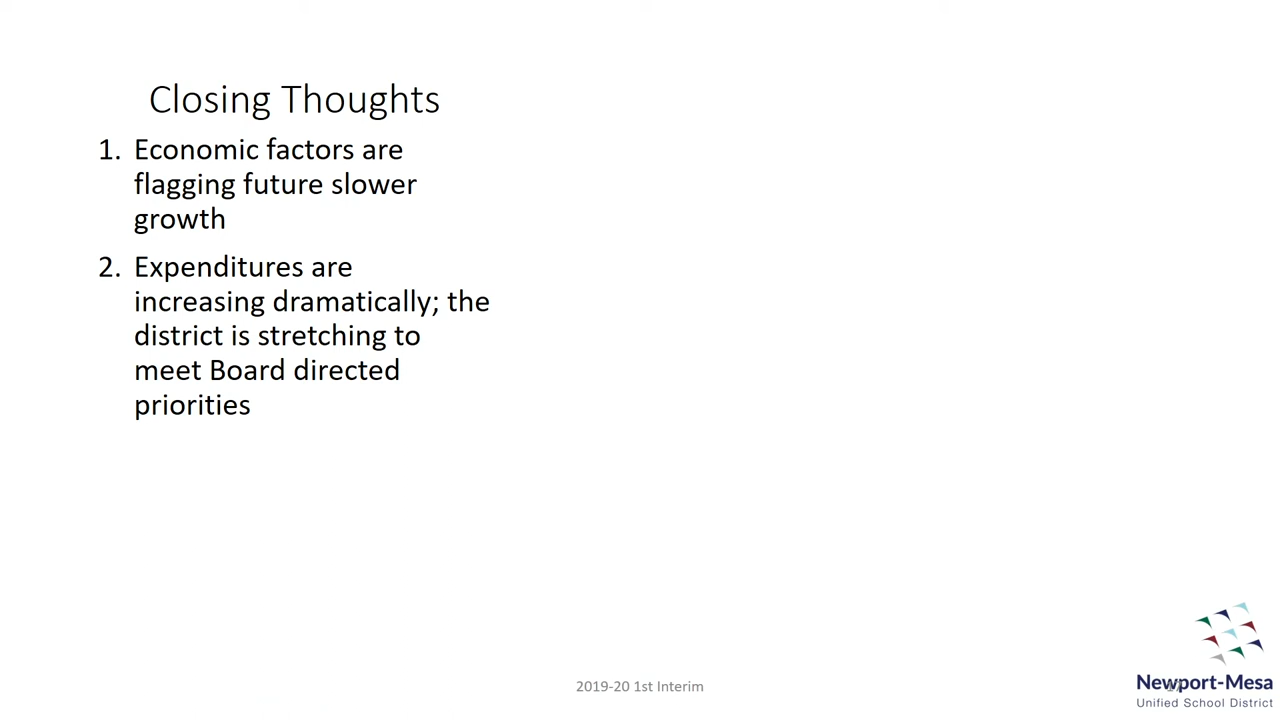 Closing Thoughts
1. Economic factors are
flagging future slower
growth
2. Expenditures are
increasing dramatically; the
district is stretching to
meet Board directed
priorities
2019-20 1st Interim
Newport-Mesa
Unified School District